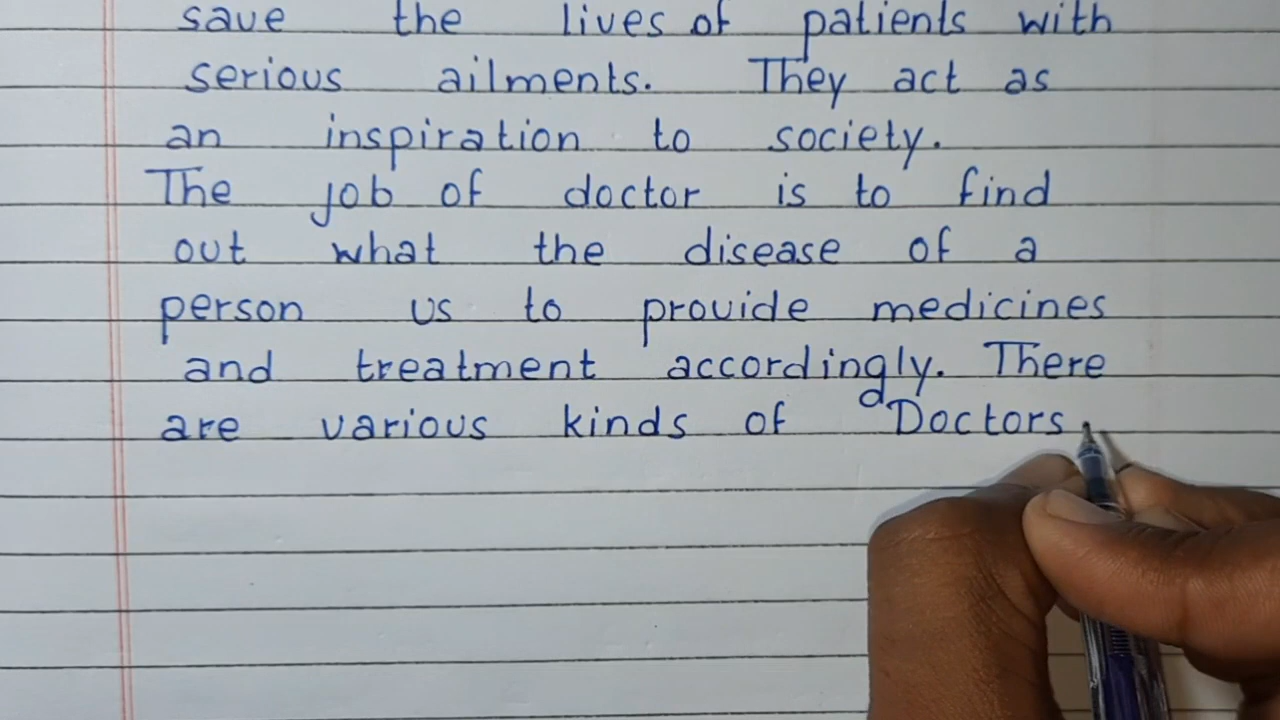 save the lives of patients with
serious ailments. They act as
an inspiration to society.
The job of doctor is to find
out what the disease of a
person us to provide medicines
and treatment accordingly. There
are various kinds of dDoctors